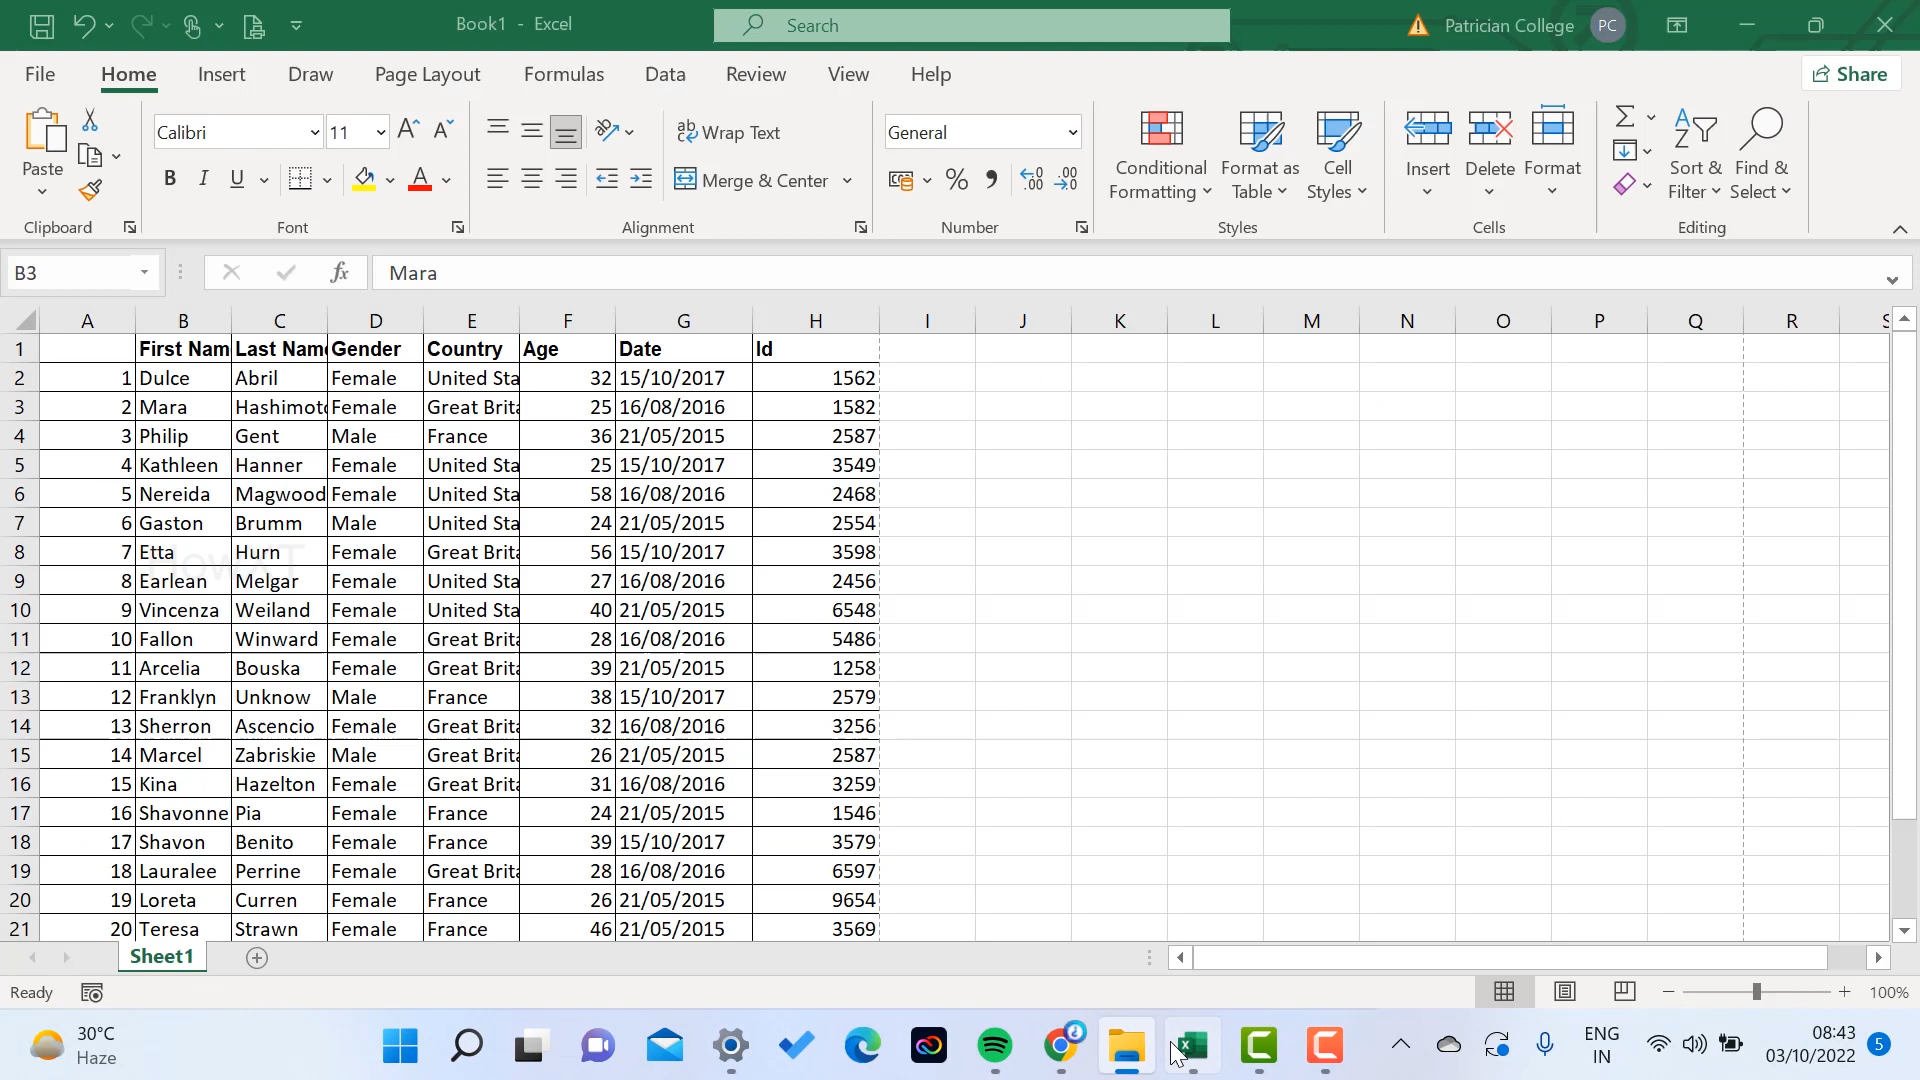 Book1 - Excel
Search
Patrician College
PC
File Home Insert Draw Page Layout Formulas Data Review View Help
Share
Paste
Calibri
11
Wrap Text
General
Merge & Center
Conditional Formatting
Format as Table
Cell Styles
Insert
Delete
Format
Sort & Filter
Find & Select
Clipboard Font Alignment Number Styles Cells Editing
B3
fx
Mara
A B C D E F G H I J K L M N O P Q R S
1 First Nam Last Name Gender Country Age Date Id
2 1 Dulce Abril Female United Sta 32 15/10/2017 1562
3 2 Mara Hashimoto Female Great Brita 25 16/08/2016 1582
4 3 Philip Gent Male France 36 21/05/2015 2587
5 4 Kathleen Hanner Female United Sta 25 15/10/2017 3549
6 5 Nereida Magwood Female United Sta 58 16/08/2016 2468
7 6 Gaston Brumm Male United Sta 24 21/05/2015 2554
8 7 Etta Hurn Female Great Brita 56 15/10/2017 3598
9 8 Earlean Melgar Female United Sta 27 16/08/2016 2456
10 9 Vincenza Weiland Female United Sta 40 21/05/2015 6548
11 10 Fallon Winward Female Great Brita 28 16/08/2016 5486
12 11 Arcelia Bouska Female Great Brita 39 21/05/2015 1258
13 12 Franklyn Unknow Male France 38 15/10/2017 2579
14 13 Sherron Ascencio Female Great Brita 32 16/08/2016 3256
15 14 Marcel Zabriskie Male Great Brita 26 21/05/2015 2587
16 15 Kina Hazelton Female Great Brita 31 16/08/2016 3259
17 16 Shavonne Pia Female France 24 21/05/2015 1546
18 17 Shavon Benito Female France 39 15/10/2017 3579
19 18 Lauralee Perrine Female Great Brita 28 16/08/2016 6597
20 19 Loreta Curren Female France 26 21/05/2015 9654
21 20 Teresa Strawn Female France 46 21/05/2015 3569
HowXT
Sheet1
Ready
100%
30°C
Haze
ENG
IN
08:43
03/10/2022
5